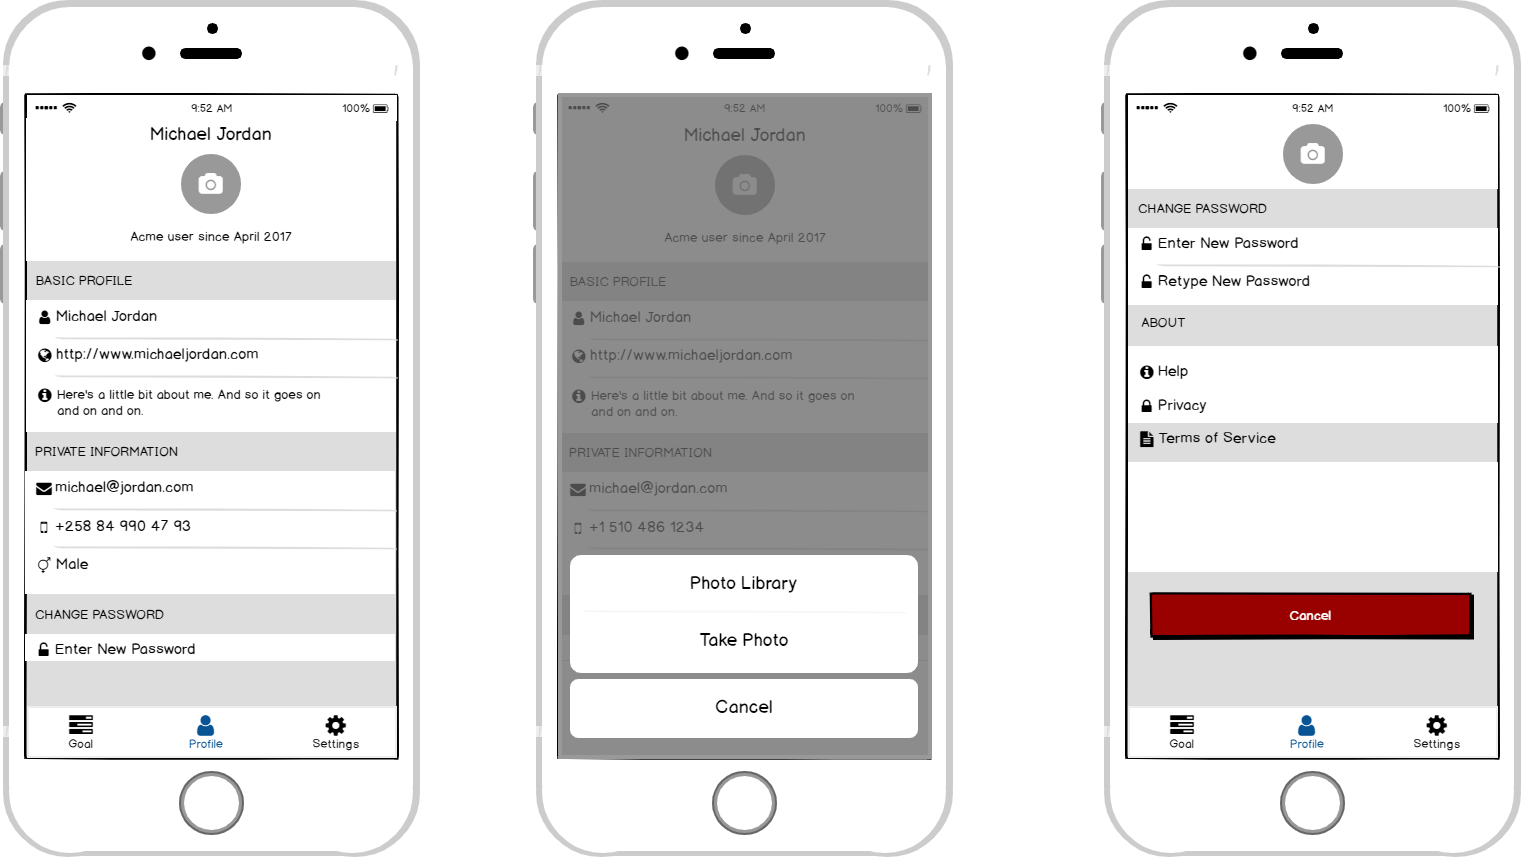 9:52 AM
100%
Michael Jordan
Acme user since April 2017
BASIC PROFILE
Michael Jordan
http://www.michaeljordan.com
Here's a little bit about me. And so it goes on
and on and on.
PRIVATE INFORMATION
michael@jordan.com
+258 84 990 47 93
Male
CHANGE PASSWORD
Enter New Password
Goal
Profile
Settings
9:52 AM
100%
Michael Jordan
Acme user since April 2017
BASIC PROFILE
Michael Jordan
http://www.michaeljordan.com
Here's a little bit about me. And so it goes on
and on and on.
PRIVATE INFORMATION
michael@jordan.com
+1 510 486 1234
Photo Library
Take Photo
Cancel
9:52 AM
100%
CHANGE PASSWORD
Enter New Password
Retype New Password
ABOUT
Help
Privacy
Terms of Service
Cancel
Goal
Profile
Settings